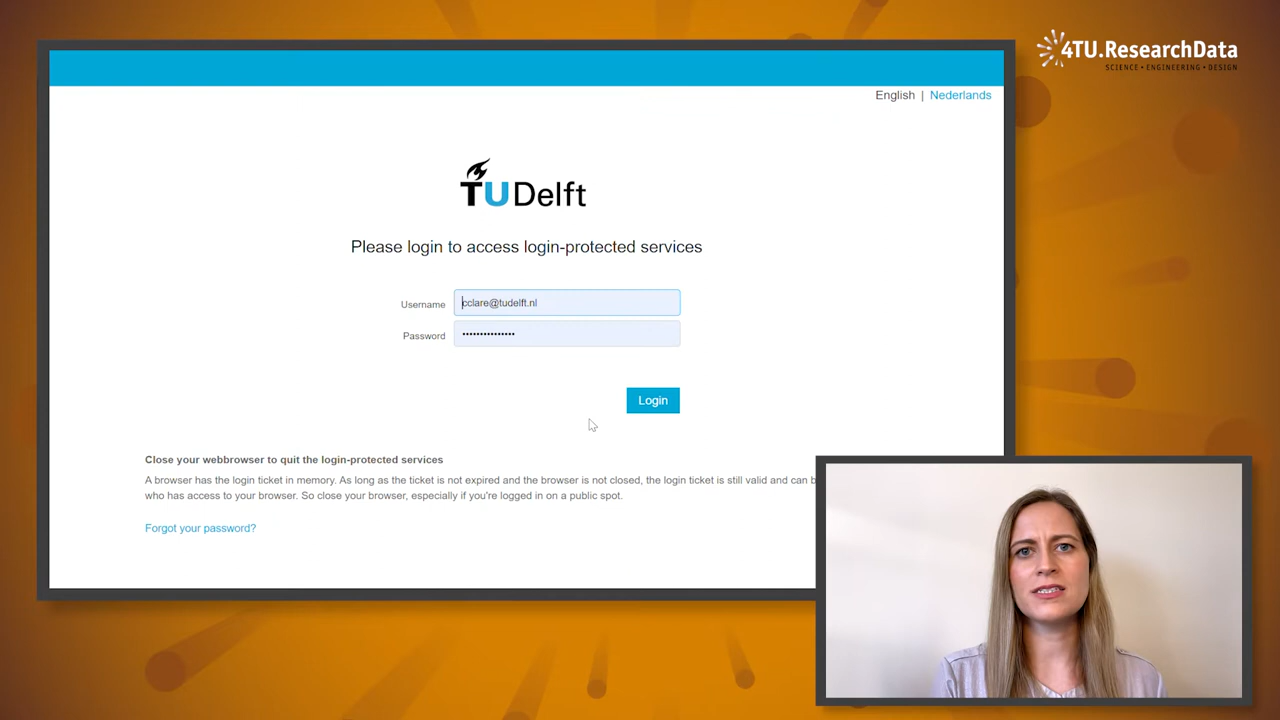 4TU.ResearchData
SCIENCE • ENGINEERING • DESIGN
English | Nederlands
TU Delft
Please login to access login-protected services
Username cclare@tudelft.nl
Password •••••••••••••••
Login
Close your webbrowser to quit the login-protected services
A browser has the login ticket in memory. As long as the ticket is not expired and the browser is not closed, the login ticket is still valid and can b
who has access to your browser. So close your browser, especially if you're logged in on a public spot.
Forgot your password?